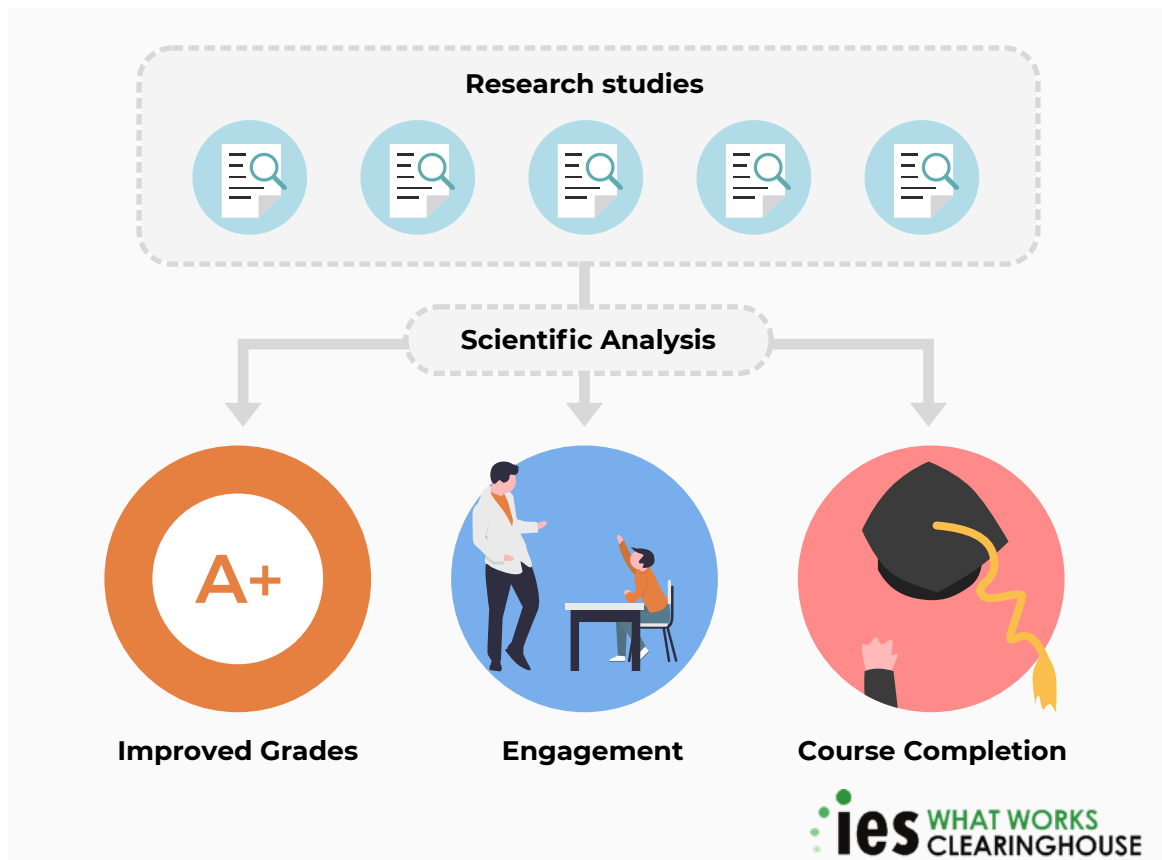 Research studies
Scientific Analysis
A+
Improved Grades
Engagement
Course Completion
ies WHAT WORKS
CLEARINGHOUSE